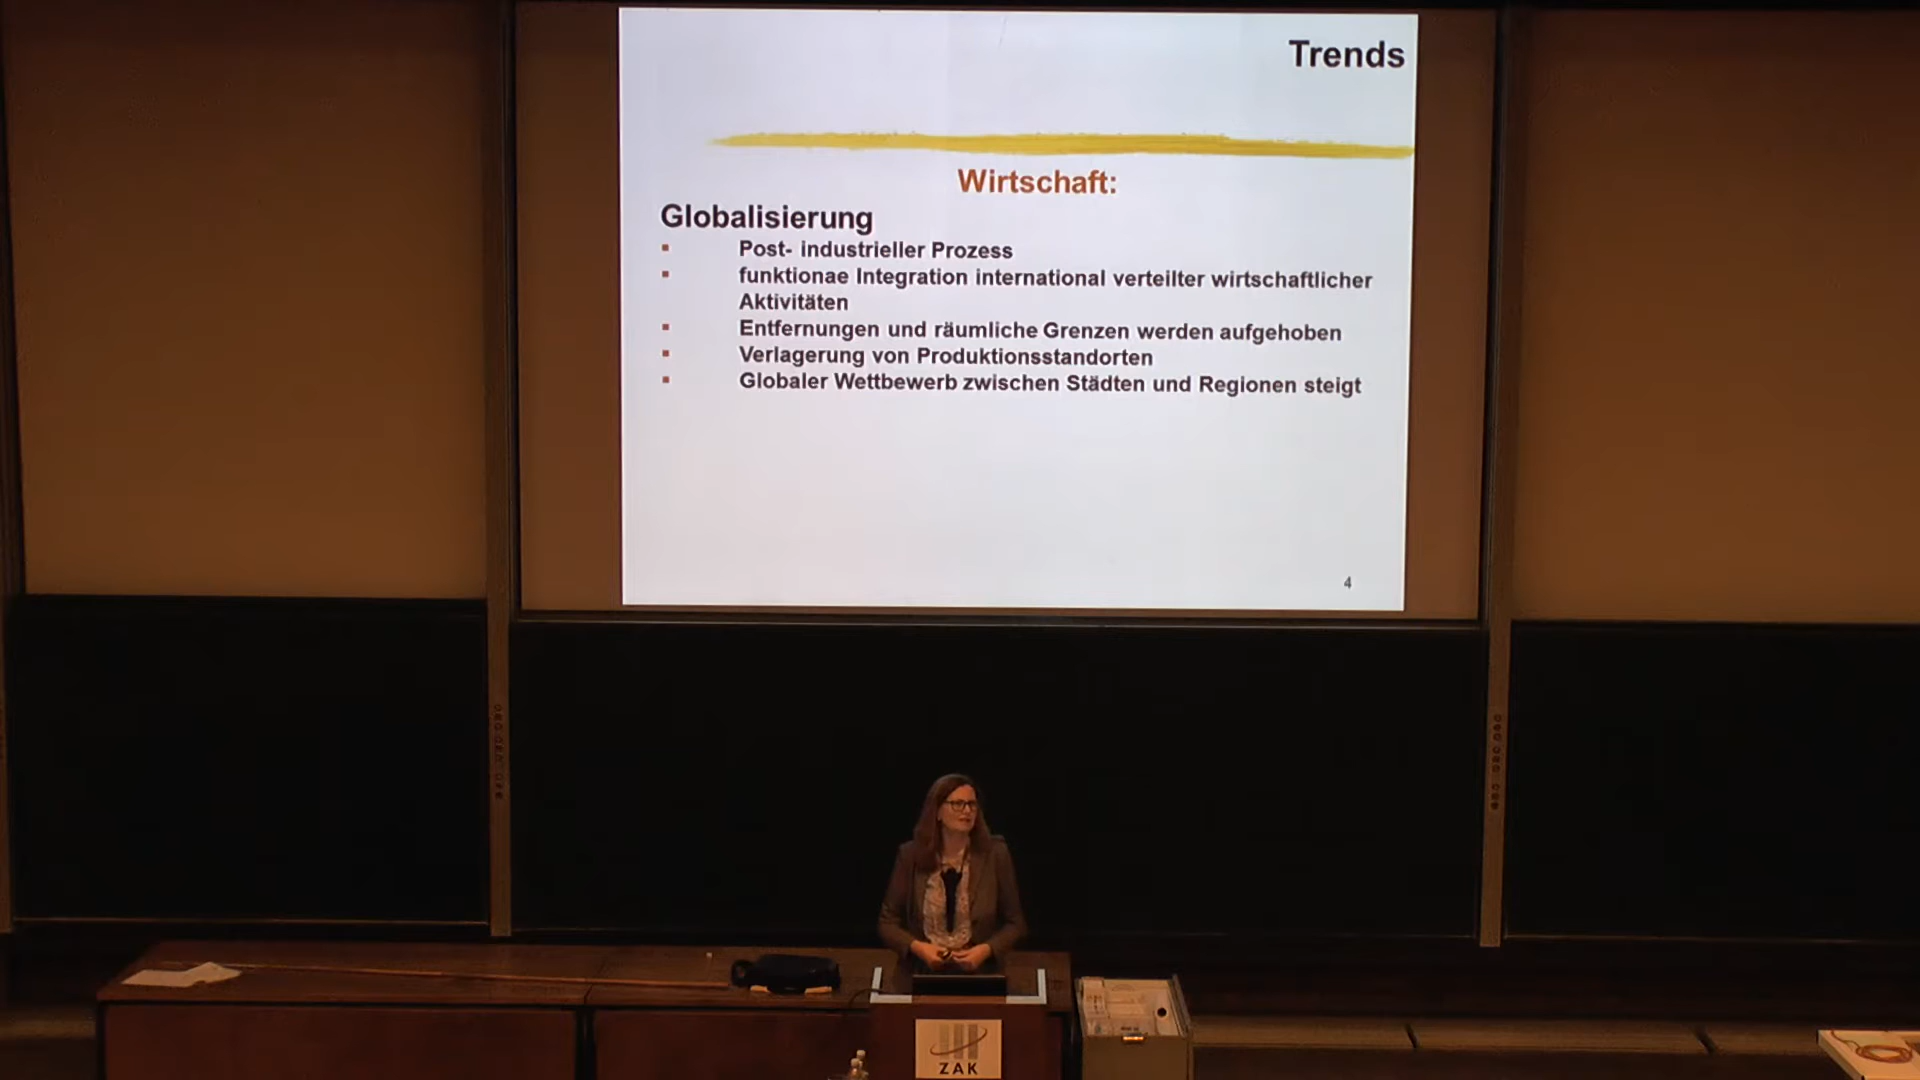 Trends
Wirtschaft:
Globalisierung
▪ Post- industrieller Prozess
▪ funktionae Integration international verteilter wirtschaftlicher
Aktivitäten
▪ Entfernungen und räumliche Grenzen werden aufgehoben
▪ Verlagerung von Produktionsstandorten
▪ Globaler Wettbewerb zwischen Städten und Regionen steigt
4
ZAK